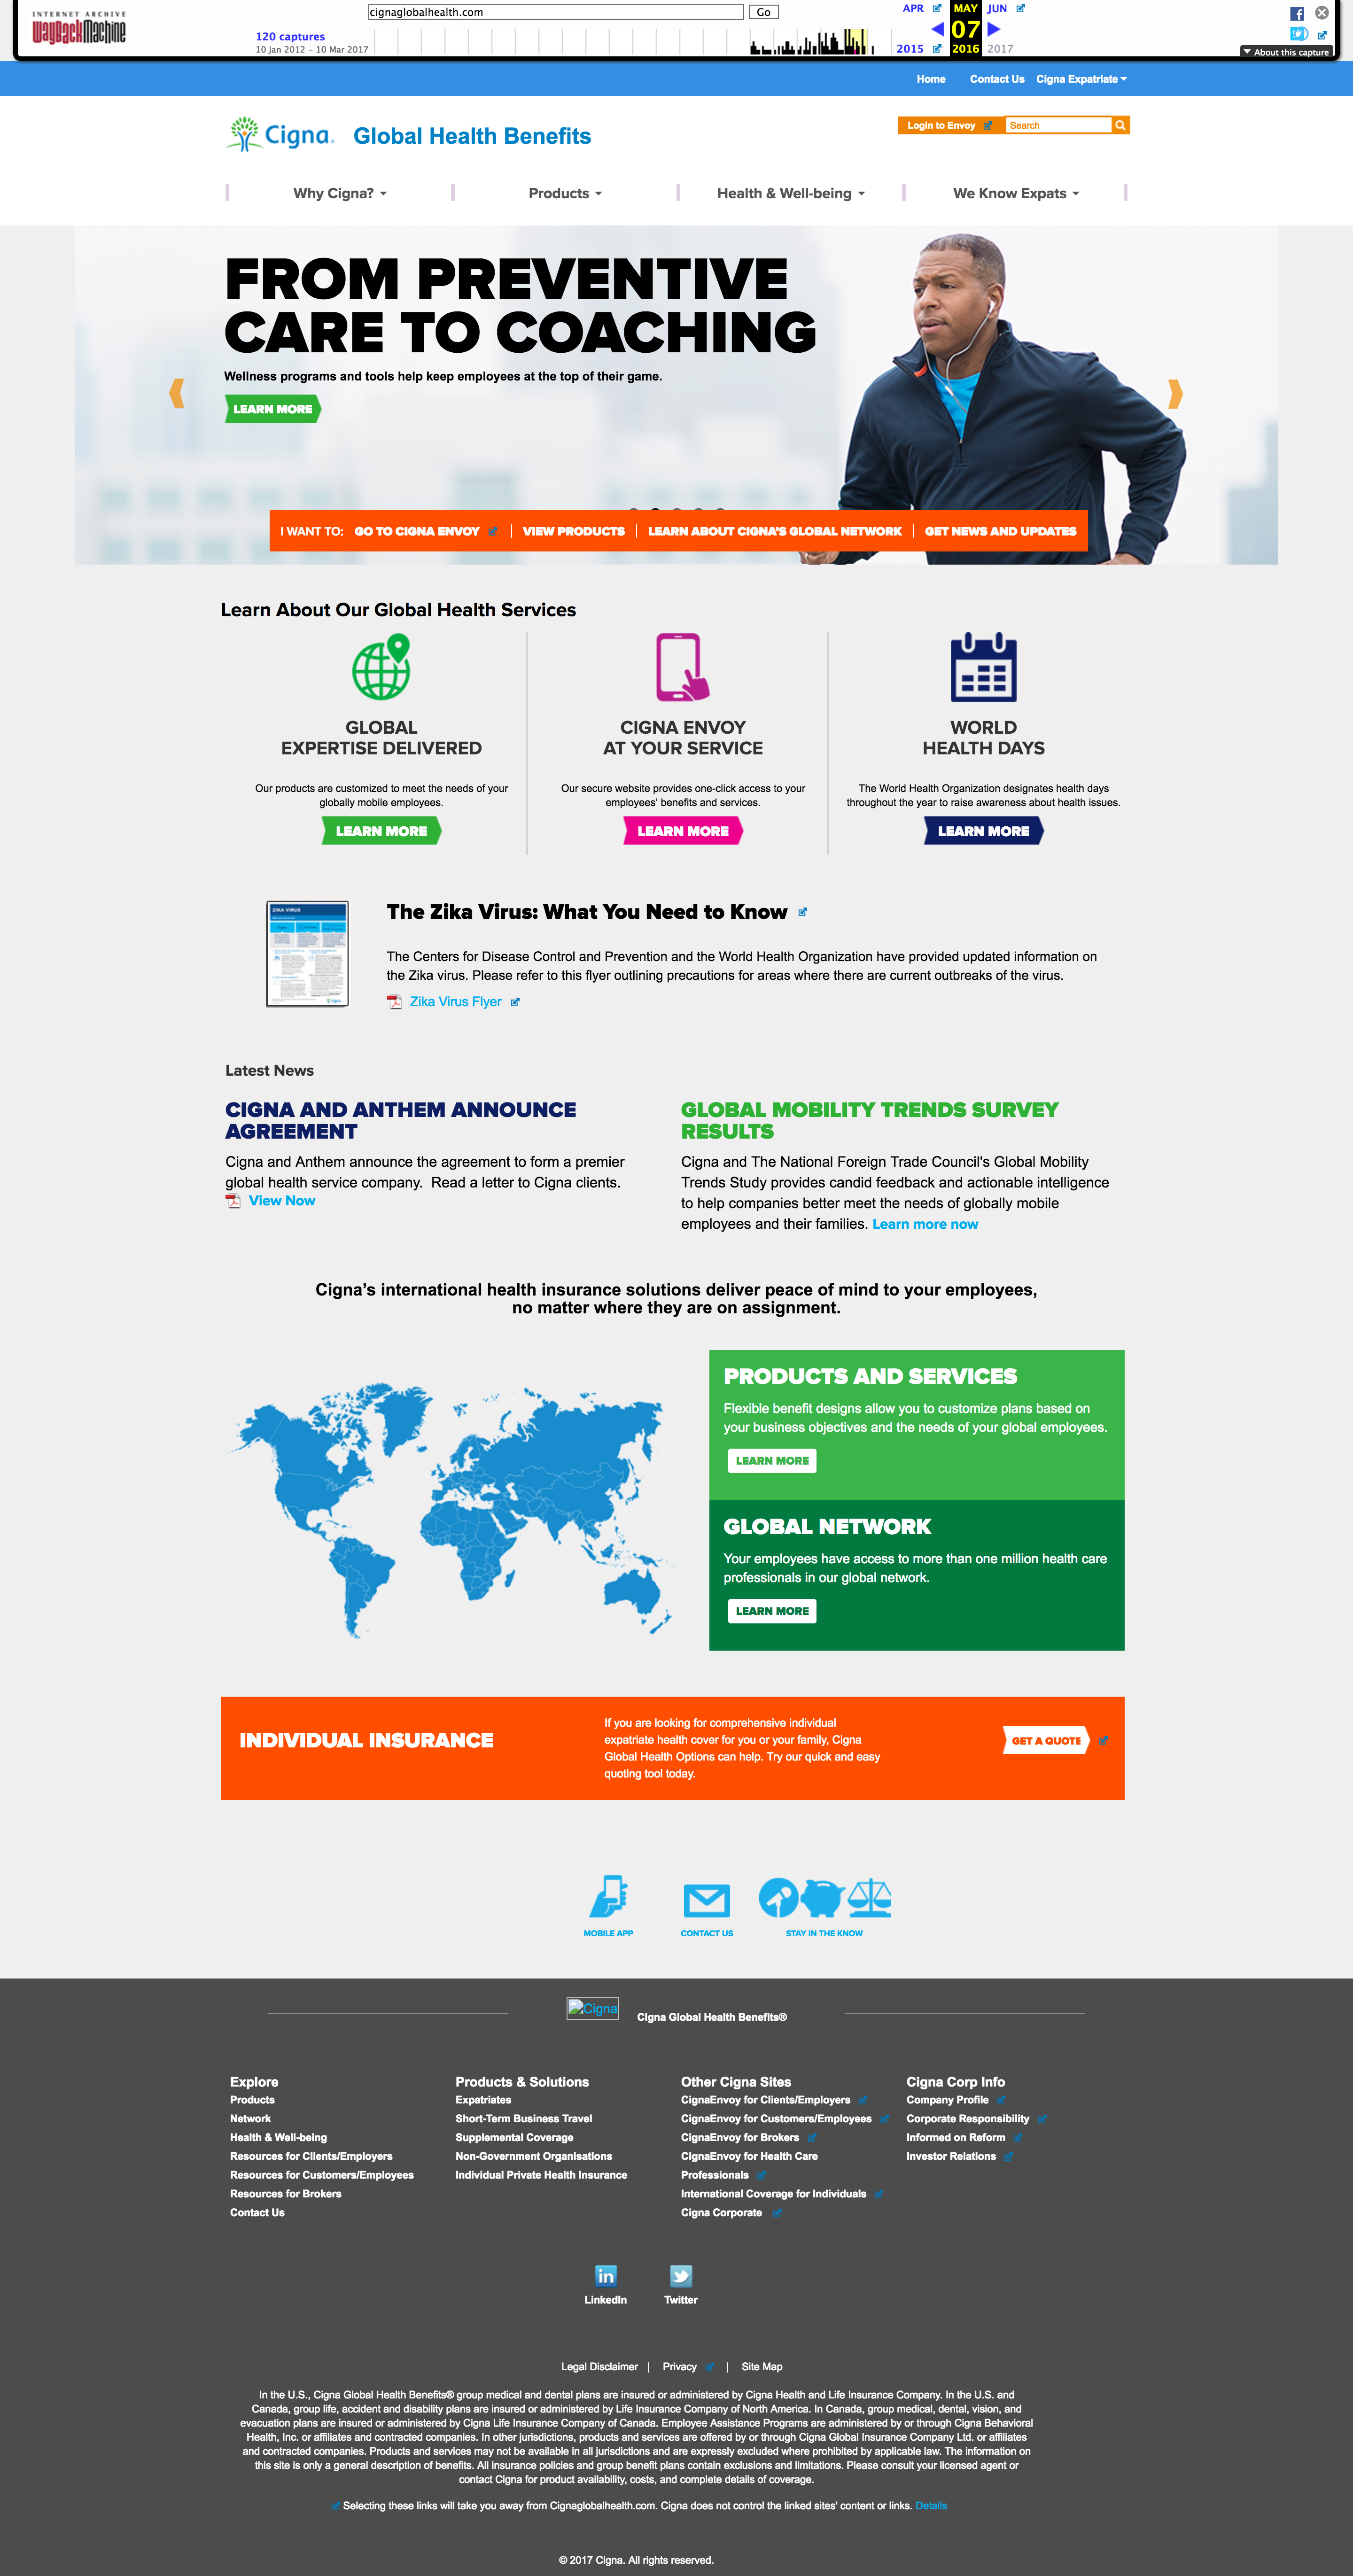 INTERNET ARCHIVE
WayBackMachine
cignaglobalhealth.com
Go
120 captures
10 Jan 2012 - 10 Mar 2017
APR
MAY
JUN
07
2015
2016
2017
About this capture
Home
Contact Us
Cigna Expatriate
Cigna®
Global Health Benefits
Login to Envoy
Search
Why Cigna?
Products
Health & Well-being
We Know Expats
FROM PREVENTIVE
CARE TO COACHING
Wellness programs and tools help keep employees at the top of their game.
LEARN MORE
I WANT TO: GO TO CIGNA ENVOY | VIEW PRODUCTS | LEARN ABOUT CIGNA'S GLOBAL NETWORK | GET NEWS AND UPDATES
Learn About Our Global Health Services
GLOBAL
EXPERTISE DELIVERED
Our products are customized to meet the needs of your
globally mobile employees.
LEARN MORE
CIGNA ENVOY
AT YOUR SERVICE
Our secure website provides one-click access to your
employees' benefits and services.
LEARN MORE
WORLD
HEALTH DAYS
The World Health Organization designates health days
throughout the year to raise awareness about health issues.
LEARN MORE
ZIKA VIRUS
The Zika Virus: What You Need to Know
The Centers for Disease Control and Prevention and the World Health Organization have provided updated information on
the Zika virus. Please refer to this flyer outlining precautions for areas where there are current outbreaks of the virus.
Zika Virus Flyer
Latest News
CIGNA AND ANTHEM ANNOUNCE
AGREEMENT
Cigna and Anthem announce the agreement to form a premier
global health service company. Read a letter to Cigna clients.
View Now
GLOBAL MOBILITY TRENDS SURVEY
RESULTS
Cigna and The National Foreign Trade Council's Global Mobility
Trends Study provides candid feedback and actionable intelligence
to help companies better meet the needs of globally mobile
employees and their families. Learn more now
Cigna's international health insurance solutions deliver peace of mind to your employees,
no matter where they are on assignment.
PRODUCTS AND SERVICES
Flexible benefit designs allow you to customize plans based on
your business objectives and the needs of your global employees.
LEARN MORE
GLOBAL NETWORK
Your employees have access to more than one million health care
professionals in our global network.
LEARN MORE
INDIVIDUAL INSURANCE
If you are looking for comprehensive individual
expatriate health cover for you or your family, Cigna
Global Health Options can help. Try our quick and easy
quoting tool today.
GET A QUOTE
MOBILE APP
CONTACT US
STAY IN THE KNOW
Cigna
Cigna Global Health Benefits®
Explore
Products
Network
Health & Well-being
Resources for Clients/Employers
Resources for Customers/Employees
Resources for Brokers
Contact Us
Products & Solutions
Expatriates
Short-Term Business Travel
Supplemental Coverage
Non-Government Organisations
Individual Private Health Insurance
Other Cigna Sites
CignaEnvoy for Clients/Employers
CignaEnvoy for Customers/Employees
CignaEnvoy for Brokers
CignaEnvoy for Health Care
Professionals
International Coverage for Individuals
Cigna Corporate
Cigna Corp Info
Company Profile
Corporate Responsibility
Informed on Reform
Investor Relations
LinkedIn
Twitter
Legal Disclaimer | Privacy | Site Map
In the U.S., Cigna Global Health Benefits® group medical and dental plans are insured or administered by Cigna Health and Life Insurance Company. In the U.S. and
Canada, group life, accident and disability plans are insured or administered by Life Insurance Company of North America. In Canada, group medical, dental, vision, and
evacuation plans are insured or administered by Cigna Life Insurance Company of Canada. Employee Assistance Programs are administered by or through Cigna Behavioral
Health, Inc. or affiliates and contracted companies. In other jurisdictions, products and services are offered by or through Cigna Global Insurance Company Ltd. or affiliates
and contracted companies. Products and services may not be available in all jurisdictions and are expressly excluded where prohibited by applicable law. The information on
this site is only a general description of benefits. All insurance policies and group benefit plans contain exclusions and limitations. Please consult your licensed agent or
contact Cigna for product availability, costs, and complete details of coverage.
Selecting these links will take you away from Cignaglobalhealth.com. Cigna does not control the linked sites' content or links. Details
© 2017 Cigna. All rights reserved.